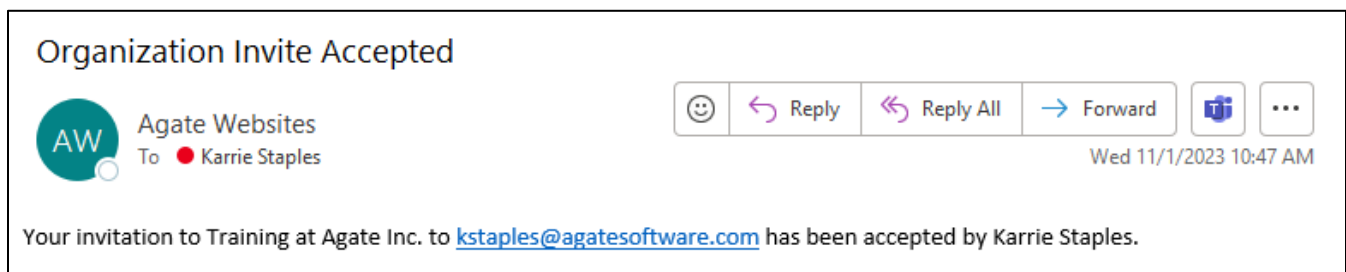 Organization Invite Accepted
AW
Agate Websites
To Karrie Staples
Reply
Reply All
Forward
Wed 11/1/2023 10:47 AM
Your invitation to Training at Agate Inc. to kstaples@agatesoftware.com has been accepted by Karrie Staples.